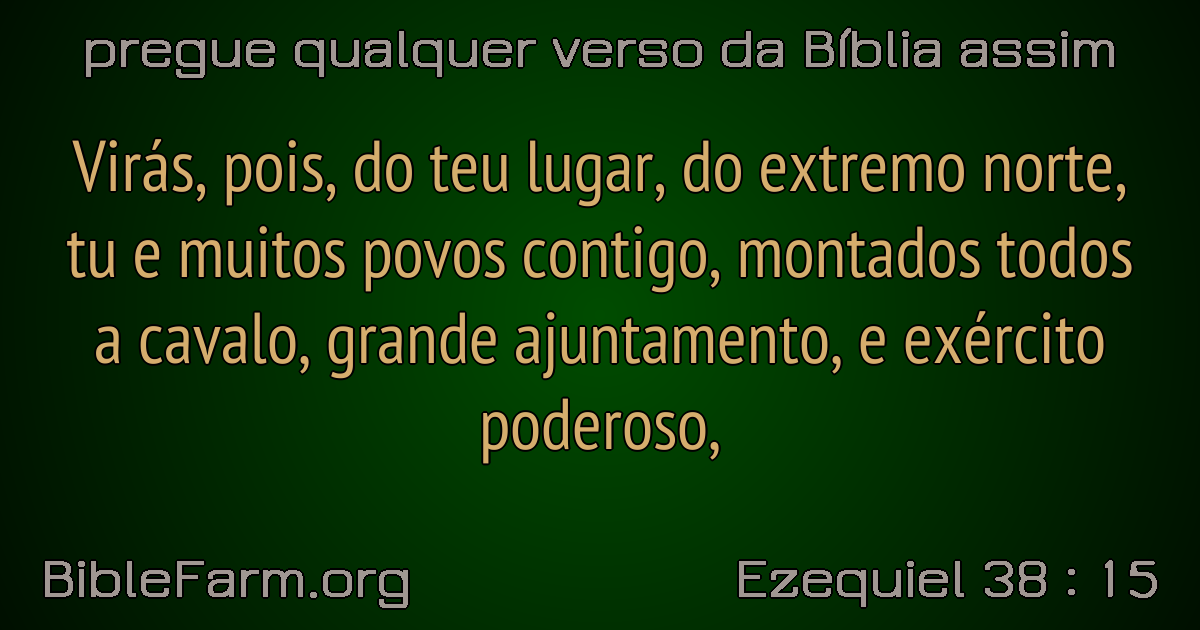 pregue qualquer verso da Bíblia assim
Virás, pois, do teu lugar, do extremo norte,
tu e muitos povos contigo, montados todos
a cavalo, grande ajuntamento, e exército
poderoso,
BibleFarm.org
Ezequiel 38 : 15